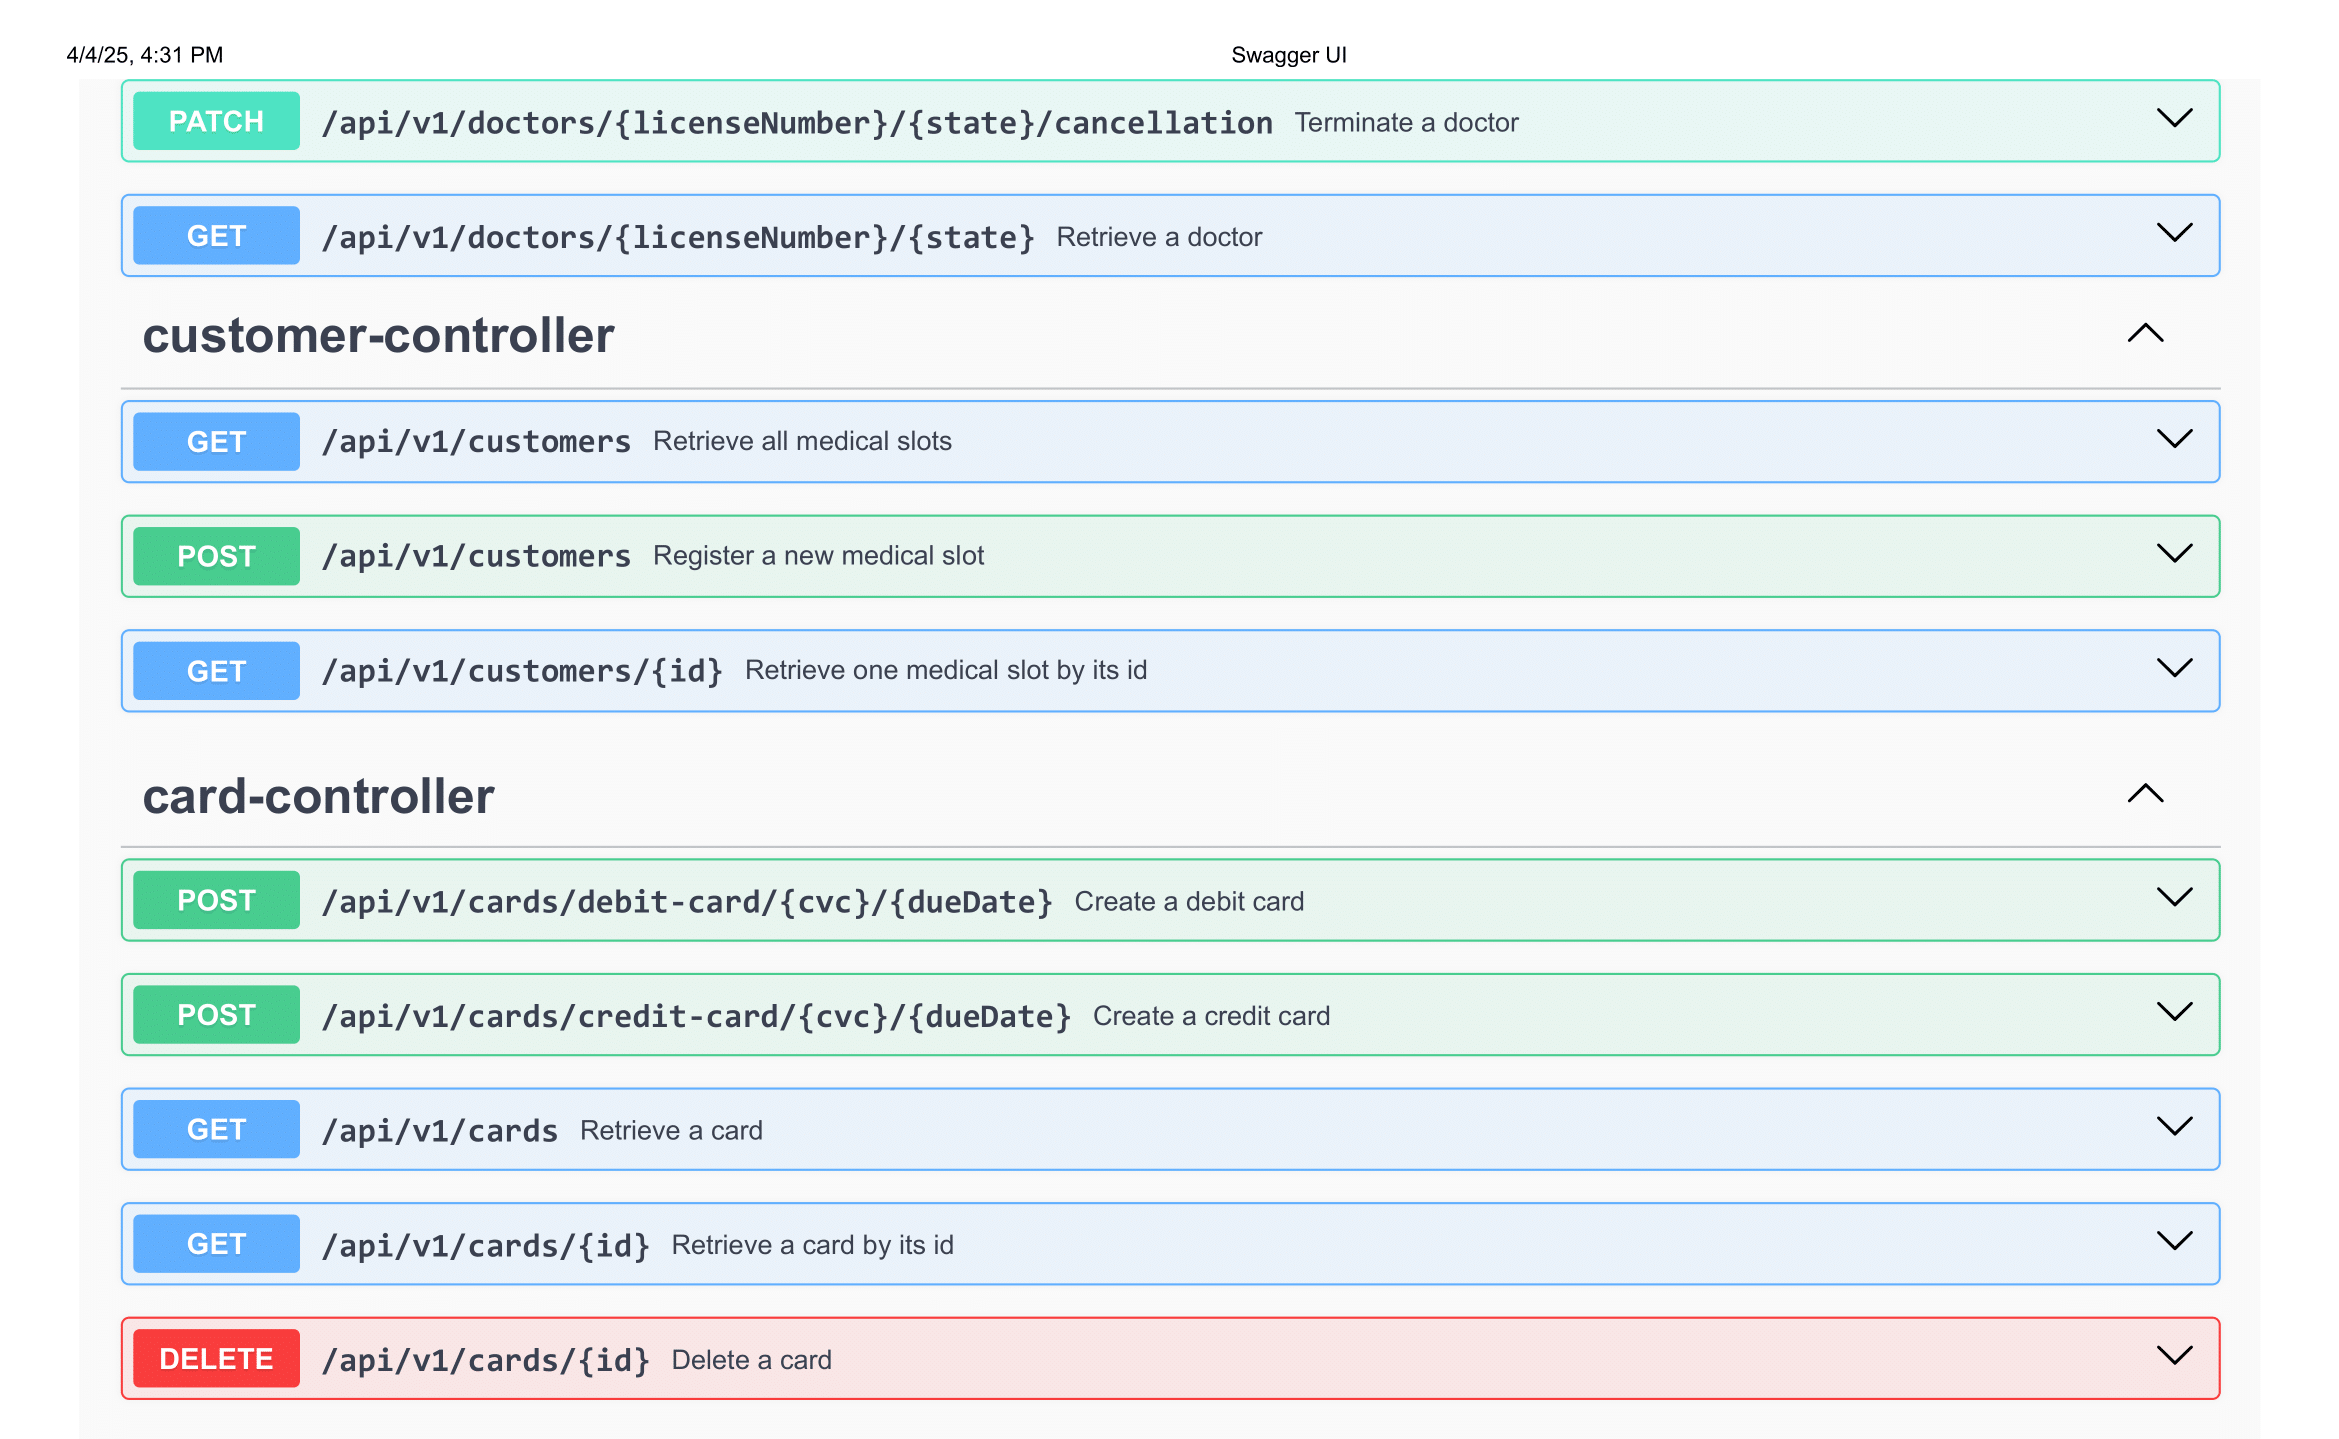 4/4/25, 4:31 PM Swagger UI
PATCH /api/v1/doctors/{licenseNumber}/{state}/cancellation Terminate a doctor
GET /api/v1/doctors/{licenseNumber}/{state} Retrieve a doctor
customer-controller
GET /api/v1/customers Retrieve all medical slots
POST /api/v1/customers Register a new medical slot
GET /api/v1/customers/{id} Retrieve one medical slot by its id
card-controller
POST /api/v1/cards/debit-card/{cvc}/{dueDate} Create a debit card
POST /api/v1/cards/credit-card/{cvc}/{dueDate} Create a credit card
GET /api/v1/cards Retrieve a card
GET /api/v1/cards/{id} Retrieve a card by its id
DELETE /api/v1/cards/{id} Delete a card